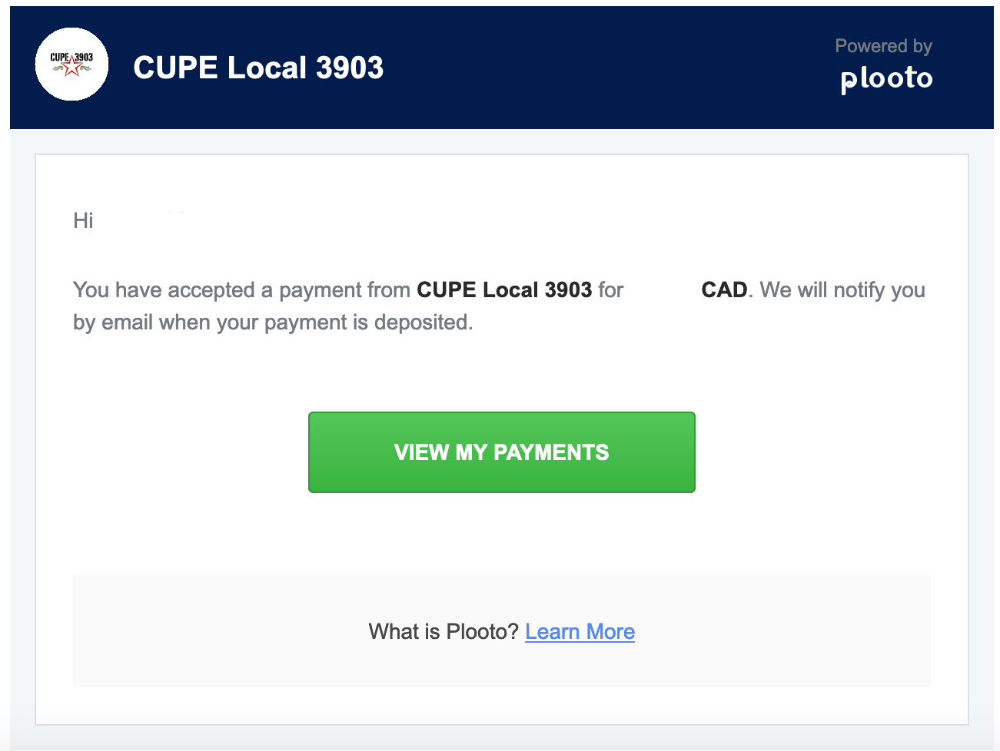 CUPE 3903
CUPE Local 3903
Powered by
plooto
Hi
You have accepted a payment from CUPE Local 3903 for CAD. We will notify you
by email when your payment is deposited.
VIEW MY PAYMENTS
What is Plooto? Learn More